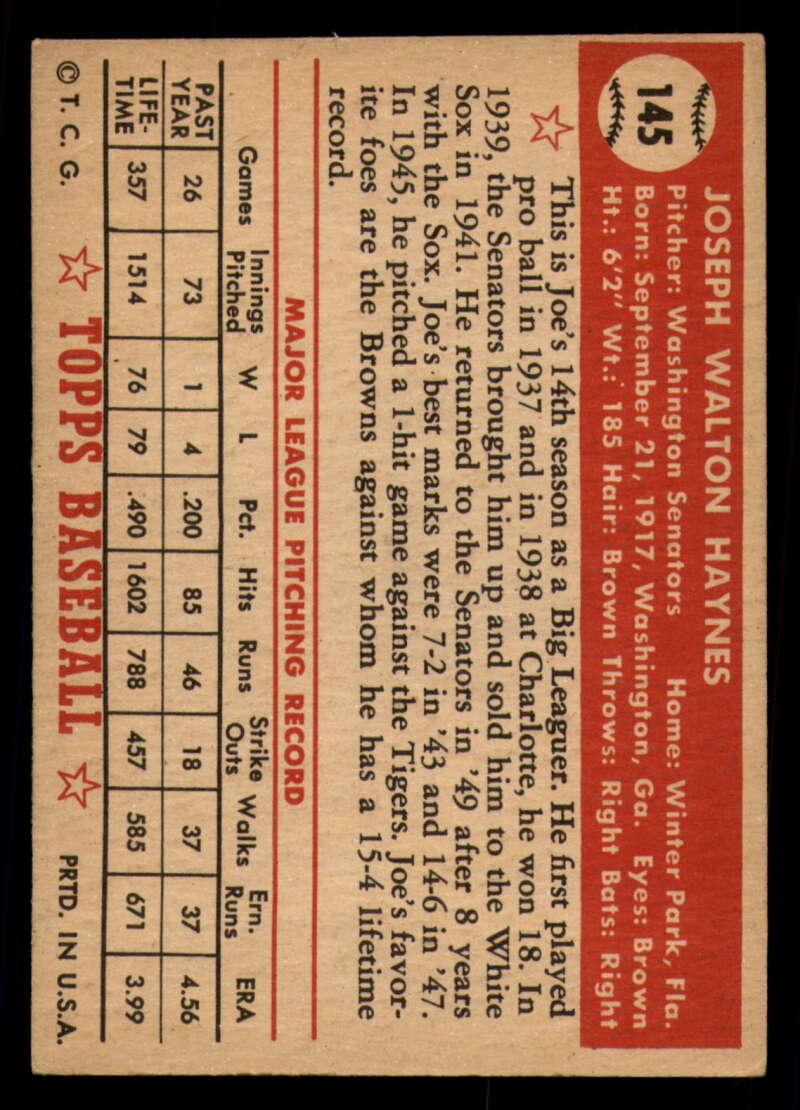 145
JOSEPH WALTON HAYNES
Pitcher: Washington Senators Home: Winter Park, Fla.
Born: September 21, 1917, Washington, Ga. Eyes: Brown
Ht.: 6'2" Wt.: 185 Hair: Brown Throws: Right Bats: Right
This is Joe's 14th season as a Big Leaguer. He first played
pro ball in 1937 and in 1938 at Charlotte, he won 18. In
1939, the Senators brought him up and sold him to the White
Sox in 1941. He returned to the Senators in '49 after 8 years
with the Sox. Joe's best marks were 7-2 in '43 and 14-6 in '47.
In 1945, he pitched a 1-hit game against the Tigers. Joe's favor-
ite foes are the Browns against whom he has a 15-4 lifetime
record.
MAJOR LEAGUE PITCHING RECORD
Games Innings Pitched W L Pct. Hits Runs Strike Outs Walks Ern. Runs ERA
PAST YEAR 26 73 1 4 .200 85 46 18 37 37 4.56
LIFE-TIME 357 1514 76 79 .490 1602 788 457 585 671 3.99
© T. C. G. TOPPS BASEBALL PRTD. IN U.S.A.